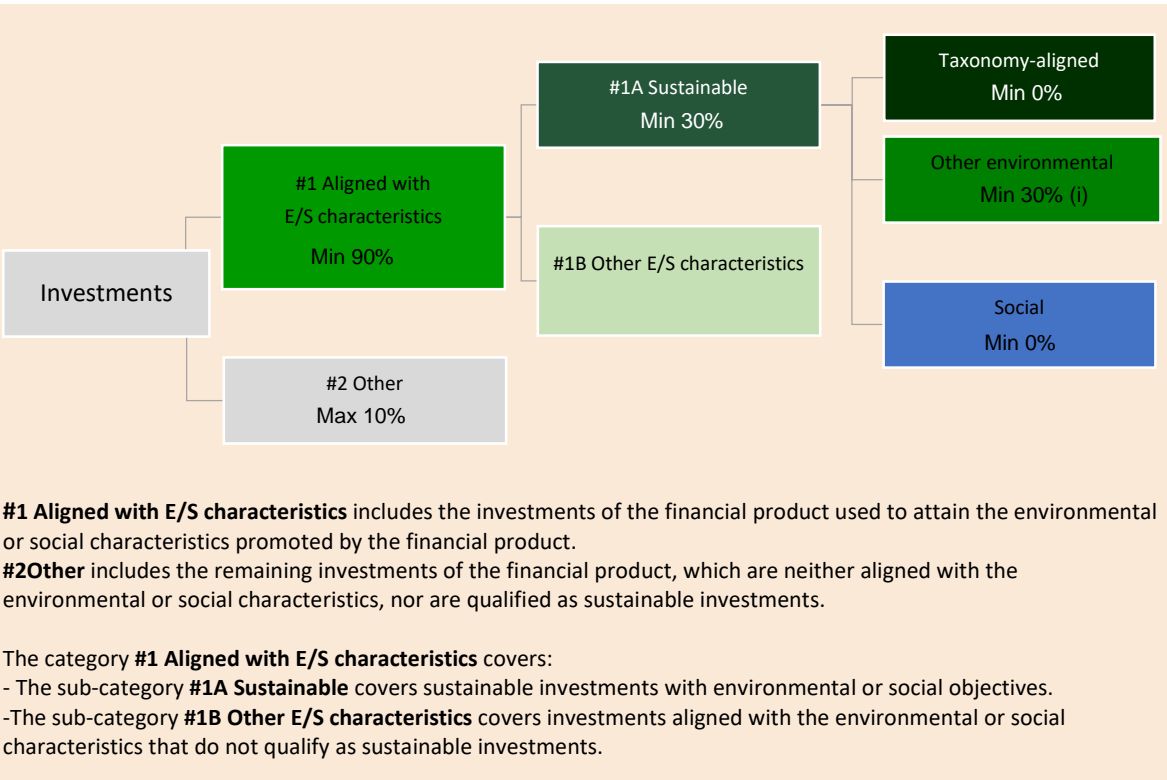 Investments
#1 Aligned with
E/S characteristics
Min 90%
#2 Other
Max 10%
#1A Sustainable
Min 30%
#1B Other E/S characteristics
Taxonomy-aligned
Min 0%
Other environmental
Min 30% (i)
Social
Min 0%
#1 Aligned with E/S characteristics includes the investments of the financial product used to attain the environmental
or social characteristics promoted by the financial product.
#2Other includes the remaining investments of the financial product, which are neither aligned with the
environmental or social characteristics, nor are qualified as sustainable investments.
The category #1 Aligned with E/S characteristics covers:
- The sub-category #1A Sustainable covers sustainable investments with environmental or social objectives.
-The sub-category #1B Other E/S characteristics covers investments aligned with the environmental or social
characteristics that do not qualify as sustainable investments.